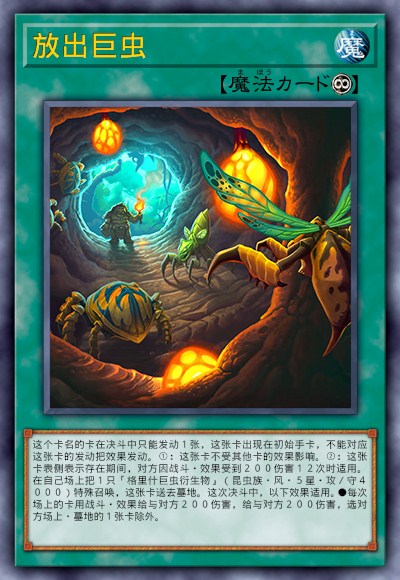 放出巨虫
魔
【魔法カード】
まほう
这个卡名的卡在决斗中只能发动1张，这张卡出现在初始手卡，不能对应
这张卡的发动把效果发动。①：这张卡不受其他卡的效果影响。②：这张
卡表侧表示存在期间，对方因战斗·效果受到200伤害12次时适用。
在自己场上把1只「格里什巨虫衍生物」（昆虫族·风·5星·攻／守4
000）特殊召唤，这张卡送去墓地。这次决斗中，以下效果适用。●每次
场上的卡用战斗·效果给与对方200伤害，给与对方200伤害，选对
方场上·墓地的1张卡除外。